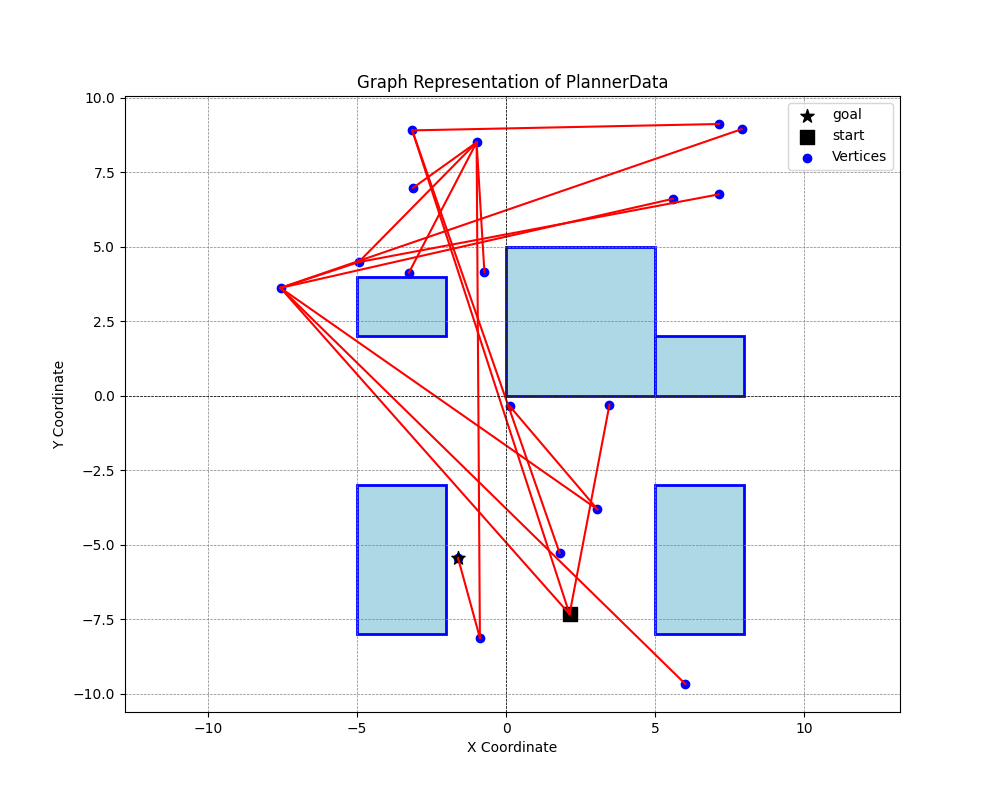 Graph Representation of PlannerData
goal
start
Vertices
10.0
7.5
5.0
2.5
0.0
−2.5
−5.0
−7.5
−10.0
Y Coordinate
−10
−5
0
5
10
X Coordinate